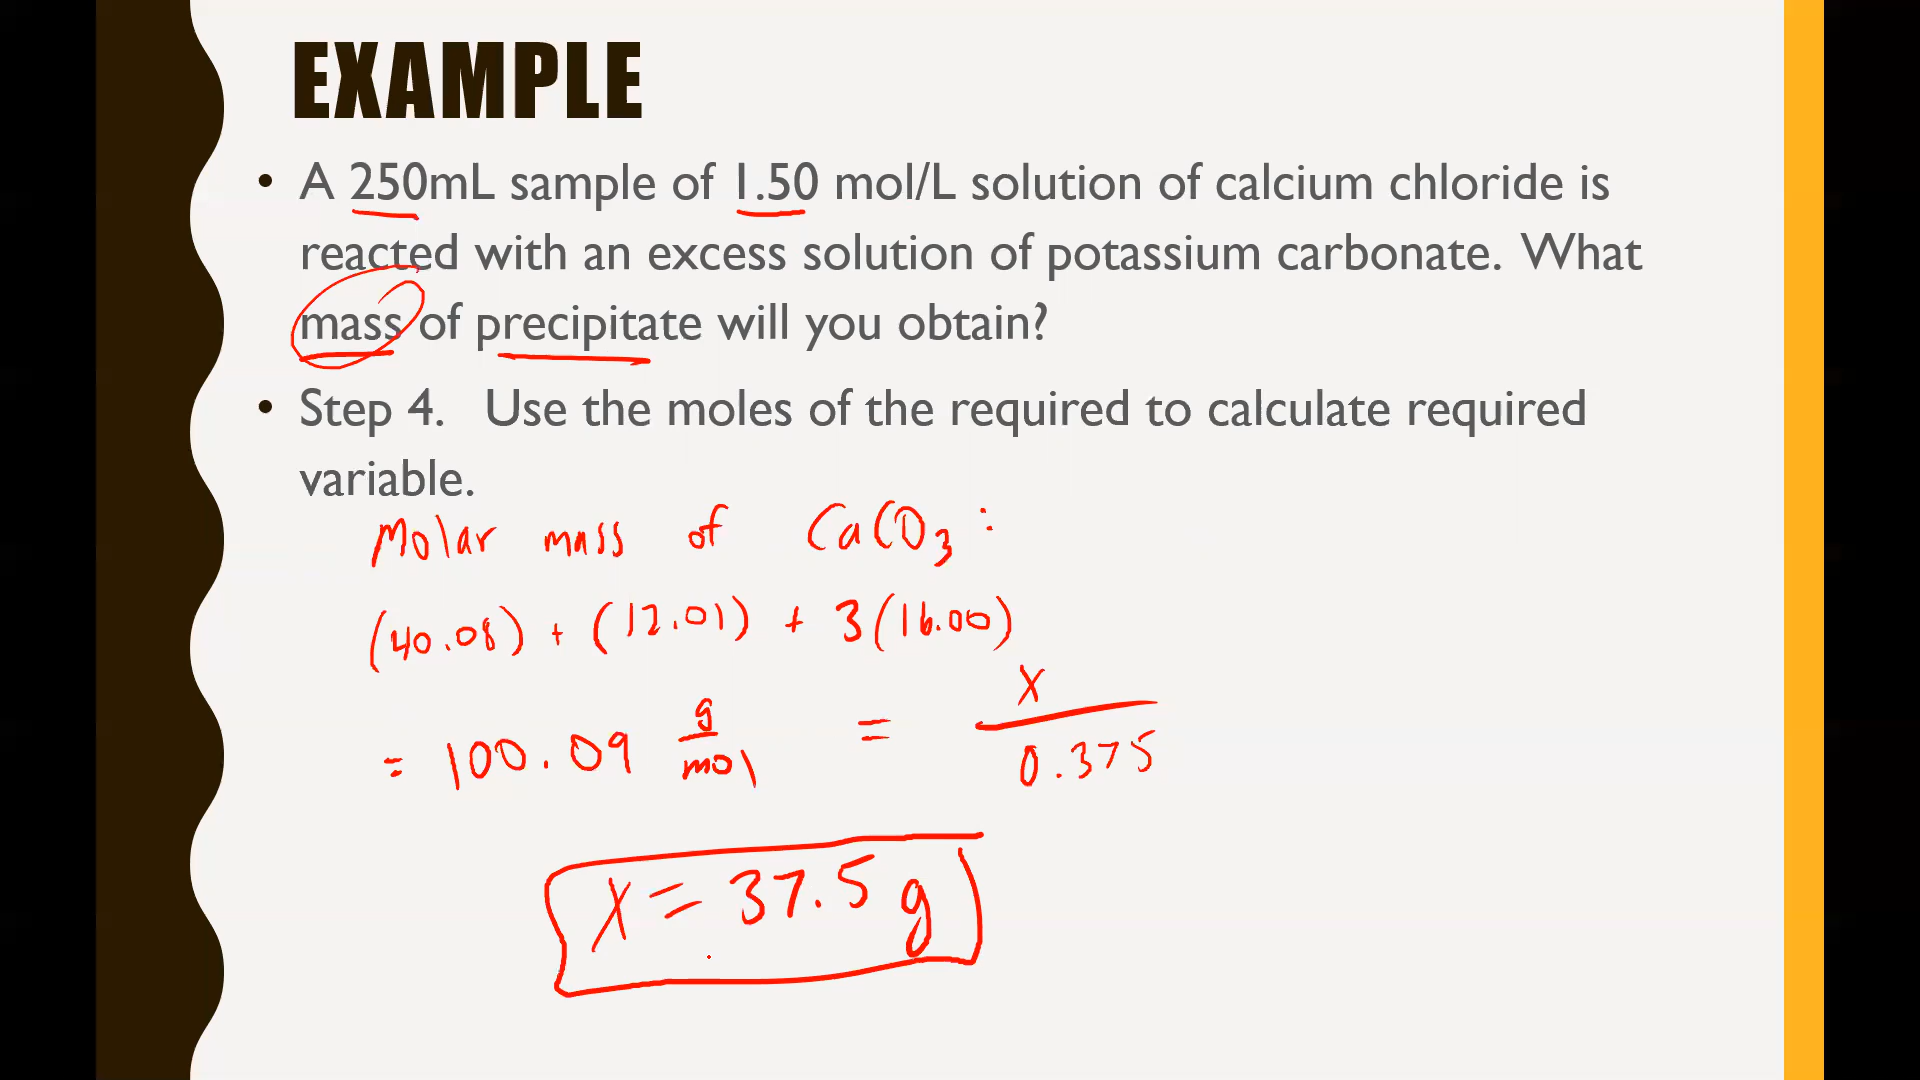 EXAMPLE
• A 250mL sample of 1.50 mol/L solution of calcium chloride is
reacted with an excess solution of potassium carbonate. What
mass of precipitate will you obtain?
• Step 4. Use the moles of the required to calculate required
variable.
Molar mass of CaCO₃ :
(40.08) + (12.01) + 3(16.00)
= 100.09 g/mol = x/0.375
x = 37.5 g